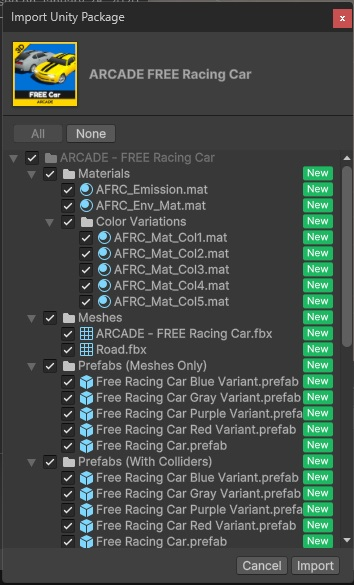 Import Unity Package
x
3D
FREE Car
ARCADE
ARCADE FREE Racing Car
All
None
ARCADE - FREE Racing Car
Materials New
AFRC_Emission.mat New
AFRC_Env_Mat.mat New
Color Variations New
AFRC_Mat_Col1.mat New
AFRC_Mat_Col2.mat New
AFRC_Mat_Col3.mat New
AFRC_Mat_Col4.mat New
AFRC_Mat_Col5.mat New
Meshes New
ARCADE - FREE Racing Car.fbx New
Road.fbx New
Prefabs (Meshes Only) New
Free Racing Car Blue Variant.prefab New
Free Racing Car Gray Variant.prefab New
Free Racing Car Purple Variant.prefa New
Free Racing Car Red Variant.prefab New
Free Racing Car.prefab New
Prefabs (With Colliders) New
Free Racing Car Blue Variant.prefab New
Free Racing Car Gray Variant.prefab New
Free Racing Car Purple Variant.prefa New
Free Racing Car Red Variant.prefab New
Free Racing Car.prefab New
Cancel
Import